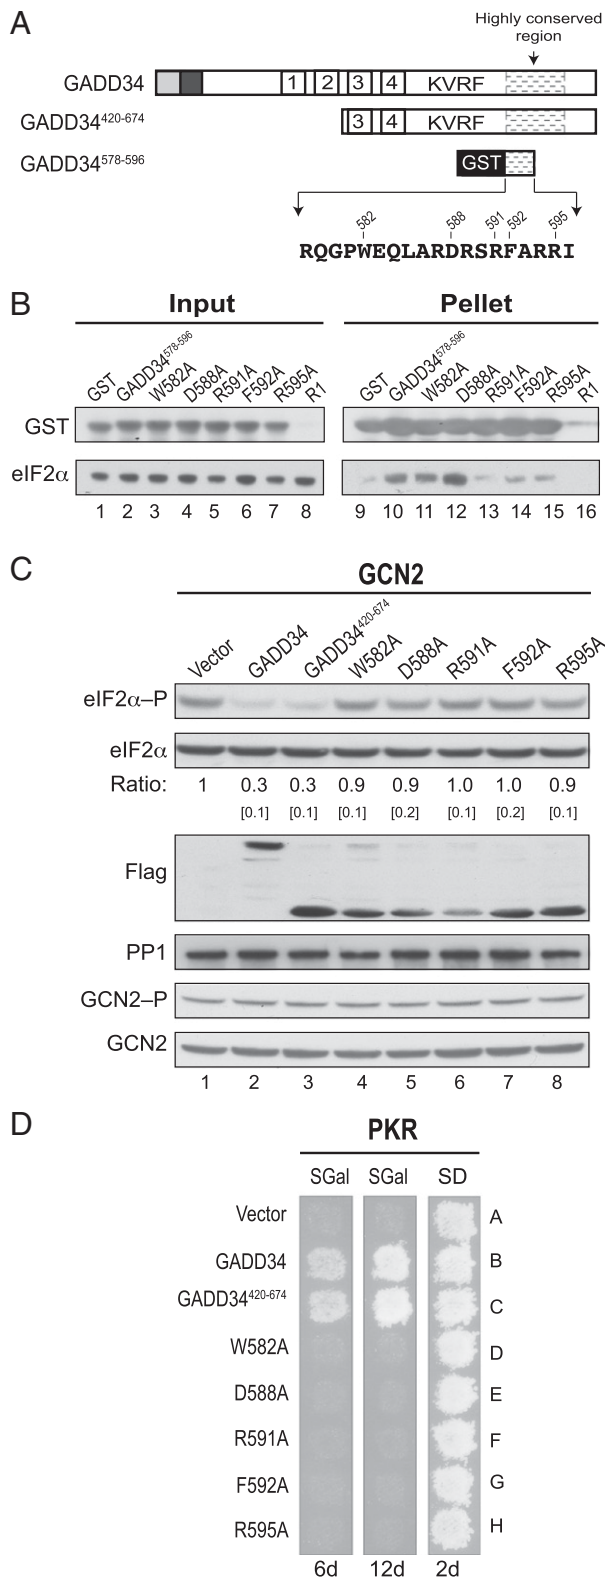 A
Highly conserved
region
GADD34
1 2 3 4 KVRF
GADD34420-674
3 4 KVRF
GADD34578-596
GST
582 588 591 592 595
RQGPWEQLARDRSRFARRI
B
Input Pellet
GST GADD34578-596 W582A D588A R591A F592A R595A R1 GST GADD34578-596 W582A D588A R591A F592A R595A R1
GST
eIF2α
1 2 3 4 5 6 7 8 9 10 11 12 13 14 15 16
C
GCN2
Vector GADD34 GADD34420-674 W582A D588A R591A F592A R595A
eIF2α–P
eIF2α
Ratio: 1 0.3 0.3 0.9 0.9 1.0 1.0 0.9
[0.1] [0.1] [0.1] [0.2] [0.1] [0.2] [0.1]
Flag
PP1
GCN2–P
GCN2
1 2 3 4 5 6 7 8
D
PKR
SGal SGal SD
Vector A
GADD34 B
GADD34420-674 C
W582A D
D588A E
R591A F
F592A G
R595A H
6d 12d 2d